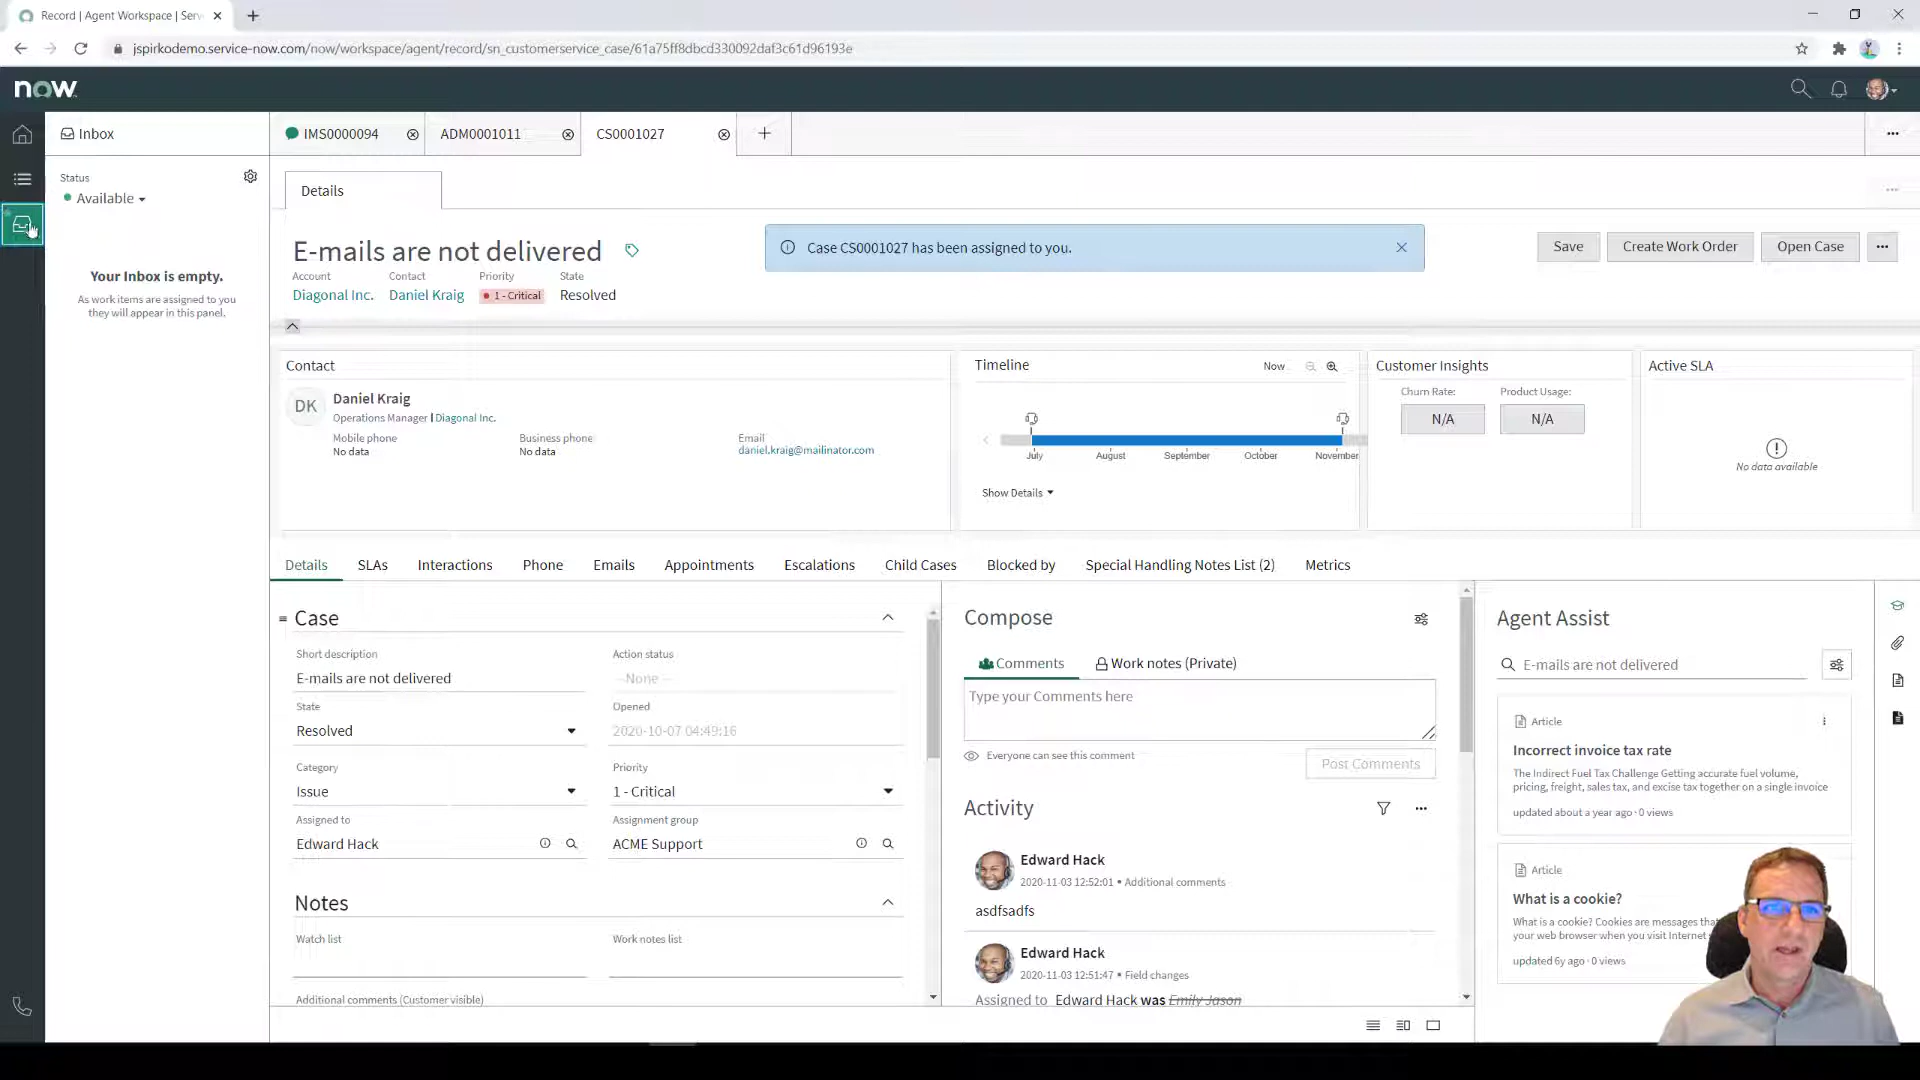 Record | Agent Workspace | Serv
jspirkodemo.service-now.com/now/workspace/agent/record/sn_customerservice_case/61a75ff8dbcd330092daf3c61d96193e
now
Inbox
IMS0000094
ADM0001011
CS0001027
Status
Available
Your Inbox is empty.
As work items are assigned to you
they will appear in this panel.
Details
E-mails are not delivered
Case CS0001027 has been assigned to you.
Save
Create Work Order
Open Case
Account
Contact
Priority
State
Diagonal Inc.
Daniel Kraig
1 - Critical
Resolved
Contact
DK
Daniel Kraig
Operations Manager | Diagonal Inc.
Mobile phone
No data
Business phone
No data
Email
daniel.kraig@mailinator.com
Timeline
Now
July
August
September
October
November
Show Details
Customer Insights
Churn Rate:
N/A
Product Usage:
N/A
Active SLA
No data available
Details
SLAs
Interactions
Phone
Emails
Appointments
Escalations
Child Cases
Blocked by
Special Handling Notes List (2)
Metrics
Case
Short description
E-mails are not delivered
Action status
-- None --
State
Resolved
Opened
2020-10-07 04:49:16
Category
Issue
Priority
1 - Critical
Assigned to
Edward Hack
Assignment group
ACME Support
Notes
Watch list
Work notes list
Additional comments (Customer visible)
Compose
Comments
Work notes (Private)
Type your Comments here
Everyone can see this comment
Post Comments
Activity
Edward Hack
2020-11-03 12:52:01 • Additional comments
asdfsadfs
Edward Hack
2020-11-03 12:51:47 • Field changes
Assigned to Edward Hack was Emily Jason
Agent Assist
E-mails are not delivered
Article
Incorrect invoice tax rate
The Indirect Fuel Tax Challenge Getting accurate fuel volume,
pricing, freight, sales tax, and excise tax together on a single invoice
updated about a year ago · 0 views
Article
What is a cookie?
What is a cookie? Cookies are messages that
your web browser when you visit Internet
updated 6y ago · 0 views